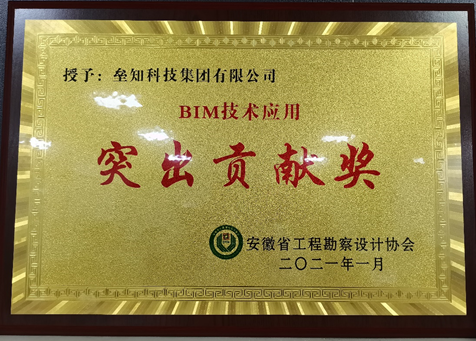 授予：垒知科技集团有限公司
BIM技术应用
突出贡献奖
安徽省工程勘察设计协会
二〇二一年一月